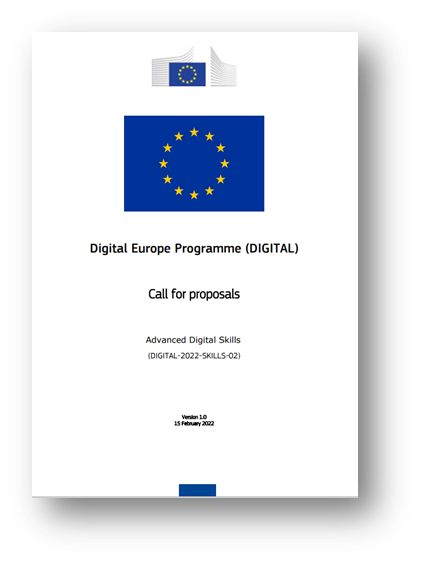 Digital Europe Programme (DIGITAL)
Call for proposals
Advanced Digital Skills
(DIGITAL-2022-SKILLS-02)
Version 1.0
15 February 2022